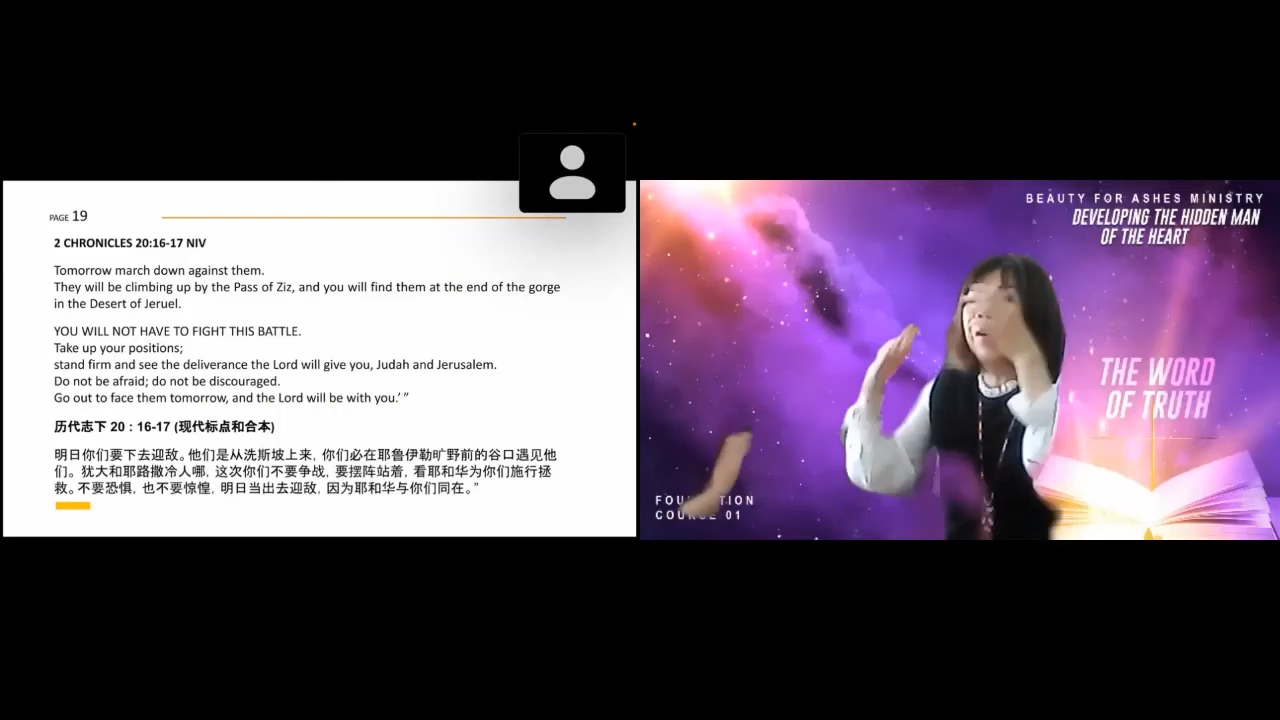 PAGE 19
2 CHRONICLES 20:16-17 NIV
Tomorrow march down against them.
They will be climbing up by the Pass of Ziz, and you will find them at the end of the gorge
in the Desert of Jeruel.
YOU WILL NOT HAVE TO FIGHT THIS BATTLE.
Take up your positions;
stand firm and see the deliverance the Lord will give you, Judah and Jerusalem.
Do not be afraid; do not be discouraged.
Go out to face them tomorrow, and the Lord will be with you.’ ”
历代志下 20：16-17 (现代标点和合本)
明日你们要下去迎敌。他们是从洗斯坡上来，你们必在耶鲁伊勒旷野前的谷口遇见他
们。犹大和耶路撒冷人哪，这次你们不要争战，要摆阵站着，看耶和华为你们施行拯
救。不要恐惧，也不要惊惶，明日当出去迎敌，因为耶和华与你们同在。”
BEAUTY FOR ASHES MINISTRY
DEVELOPING THE HIDDEN MAN
OF THE HEART
THE WORD
OF TRUTH
COURSE 01